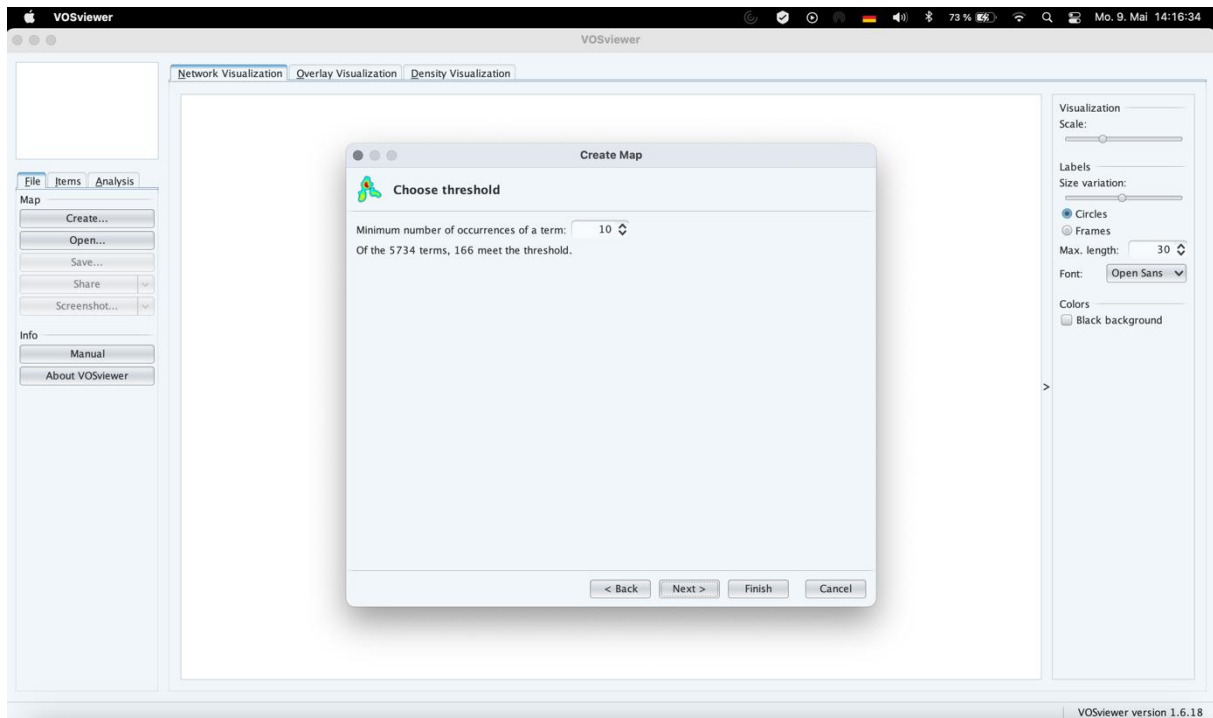 VOSviewer
73 %
Mo. 9. Mai 14:16:34
VOSviewer
Network Visualization Overlay Visualization Density Visualization
File Items Analysis
Map
Create...
Open...
Save...
Share
Screenshot...
Info
Manual
About VOSviewer
Create Map
Choose threshold
Minimum number of occurrences of a term: 10
Of the 5734 terms, 166 meet the threshold.
< Back Next > Finish Cancel
>
Visualization
Scale:
Labels
Size variation:
Circles
Frames
Max. length: 30
Font: Open Sans
Colors
Black background
VOSviewer version 1.6.18